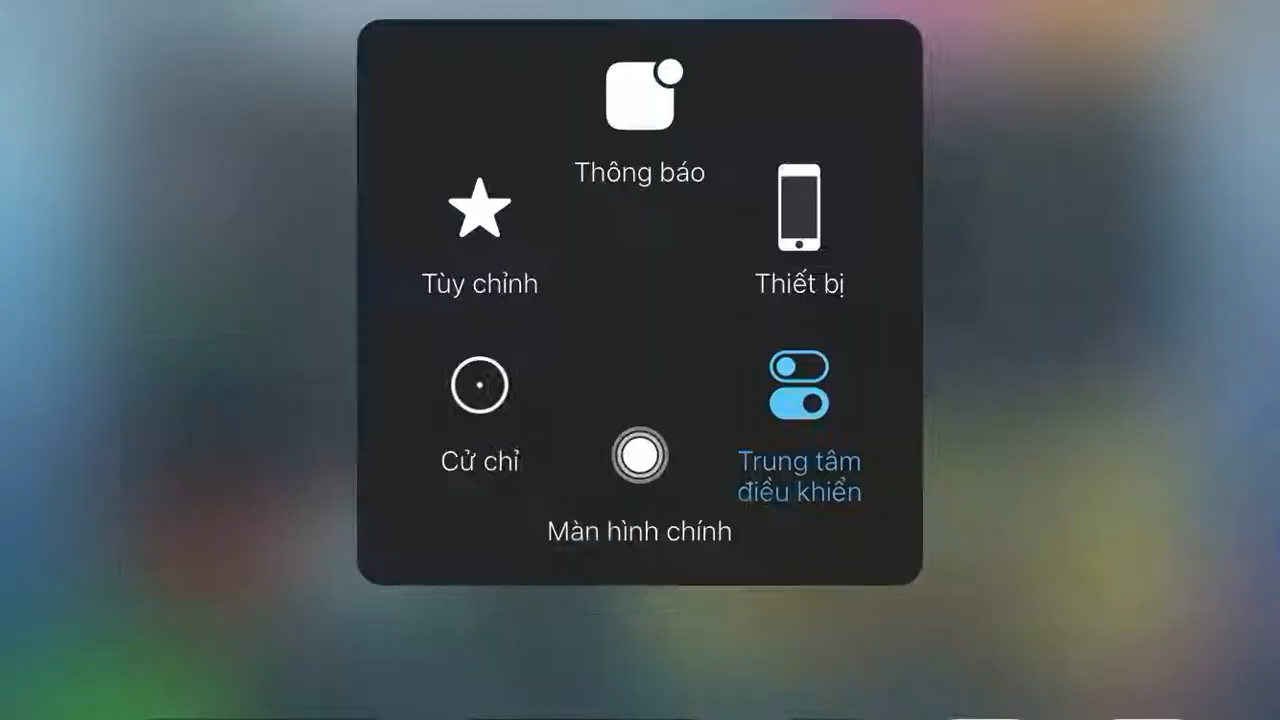 Thông báo
Tùy chỉnh
Thiết bị
Cử chỉ
Trung tâm
điều khiển
Màn hình chính